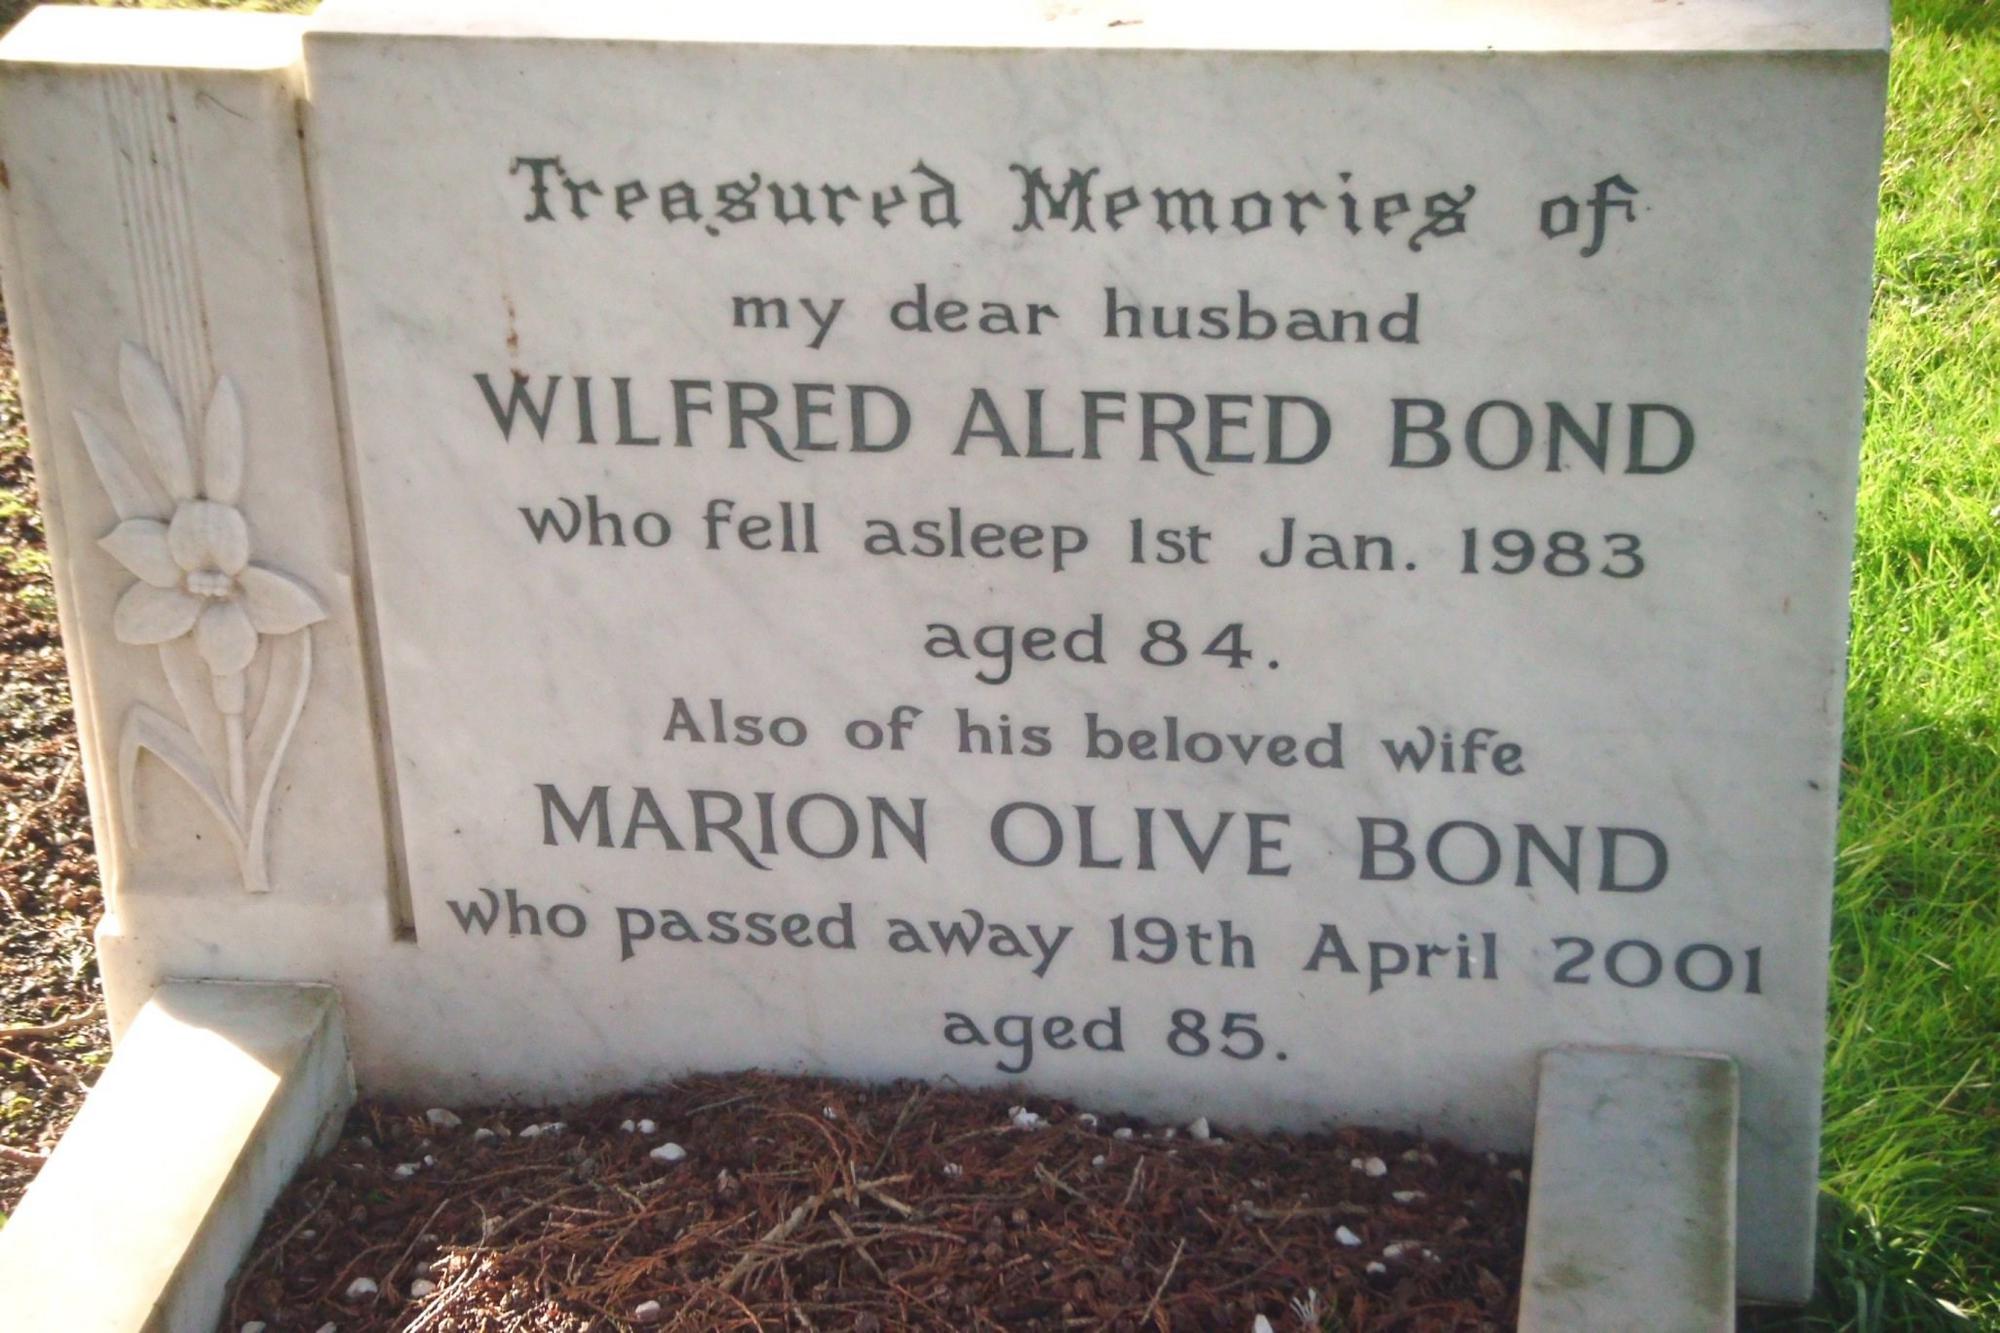 Treasured Memories of
my dear husband
WILFRED ALFRED BOND
who fell asleep 1st Jan. 1983
aged 84.
Also of his beloved wife
MARION OLIVE BOND
who passed away 19th April 2001
aged 85.